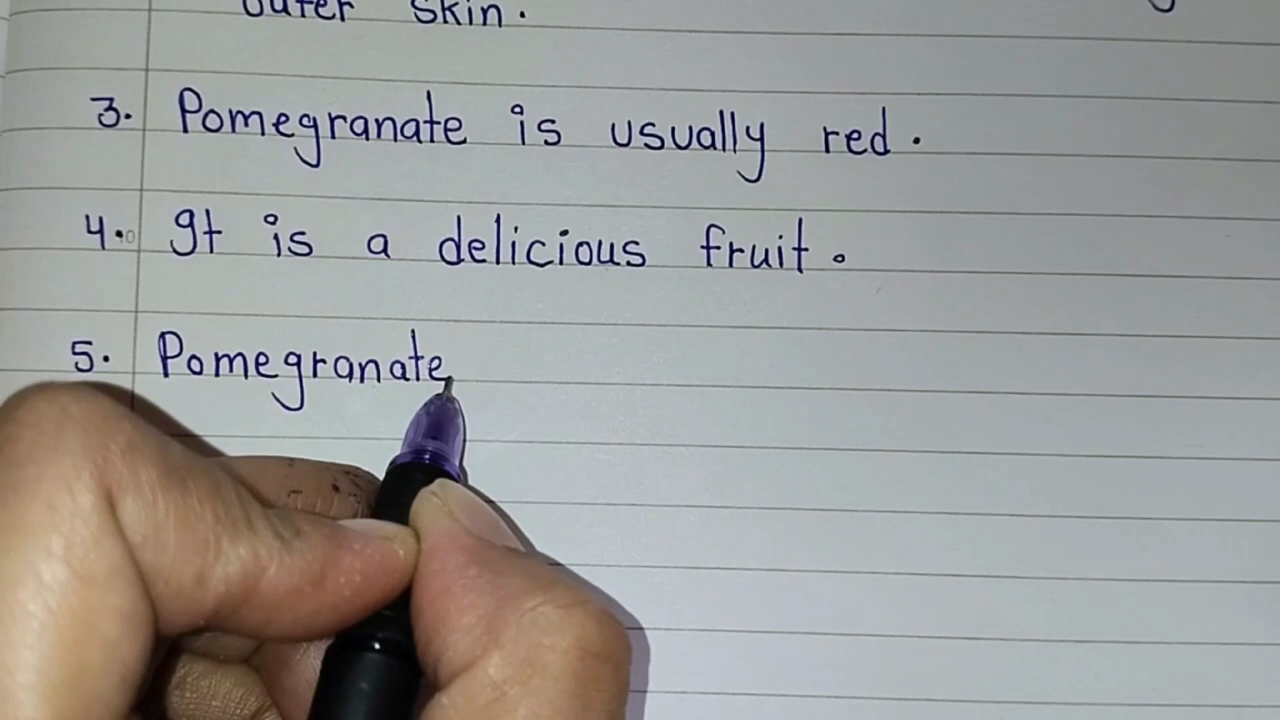 outer skin.
3. Pomegranate is usually red.
4. It is a delicious fruit.
5. Pomegranate